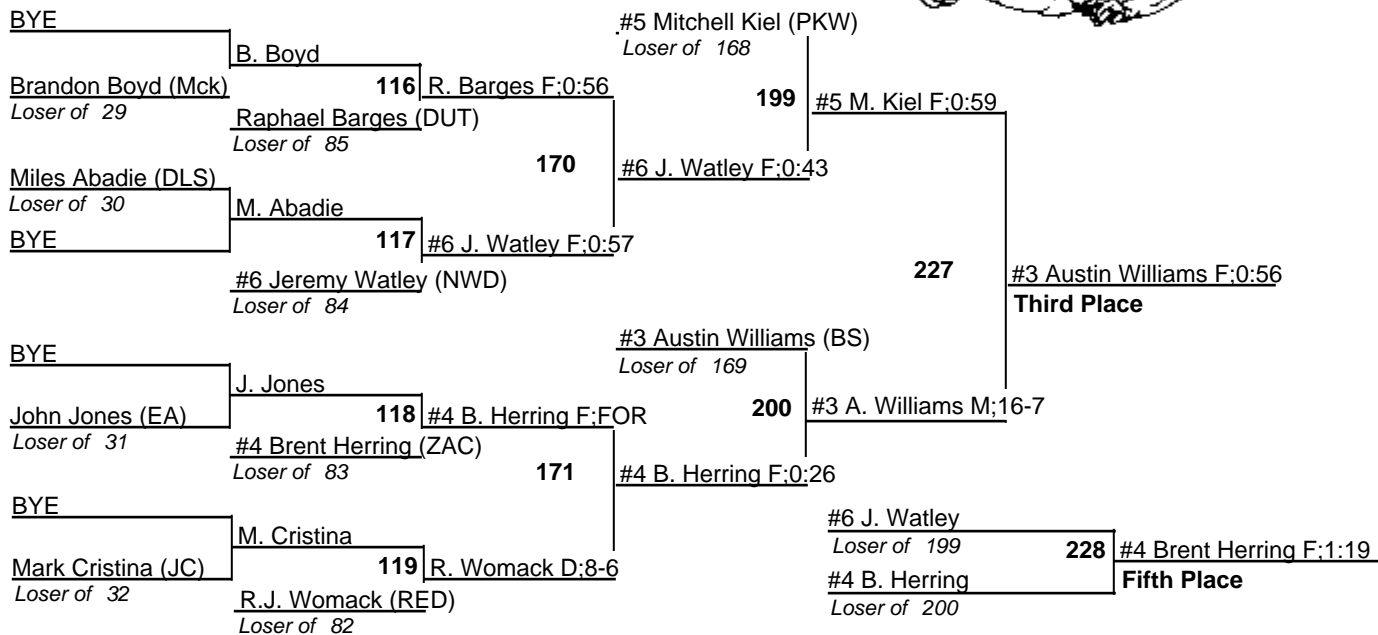 BYE
B. Boyd
Brandon Boyd (Mck)
Loser of 29
116
R. Barges F;0:56
Raphael Barges (DUT)
Loser of 85
Miles Abadie (DLS)
Loser of 30
M. Abadie
BYE
117
#6 J. Watley F;0:57
#6 Jeremy Watley (NWD)
Loser of 84
170
#6 J. Watley F;0:43
#5 Mitchell Kiel (PKW)
Loser of 168
199
#5 M. Kiel F;0:59
BYE
J. Jones
John Jones (EA)
Loser of 31
118
#4 B. Herring F;FOR
#4 Brent Herring (ZAC)
Loser of 83
BYE
M. Cristina
Mark Cristina (JC)
Loser of 32
119
R. Womack D;8-6
R.J. Womack (RED)
Loser of 82
171
#4 B. Herring F;0:26
#3 Austin Williams (BS)
Loser of 169
200
#3 A. Williams M;16-7
227
#3 Austin Williams F;0:56
Third Place
#6 J. Watley
Loser of 199
228
#4 Brent Herring F;1:19
#4 B. Herring
Fifth Place
Loser of 200